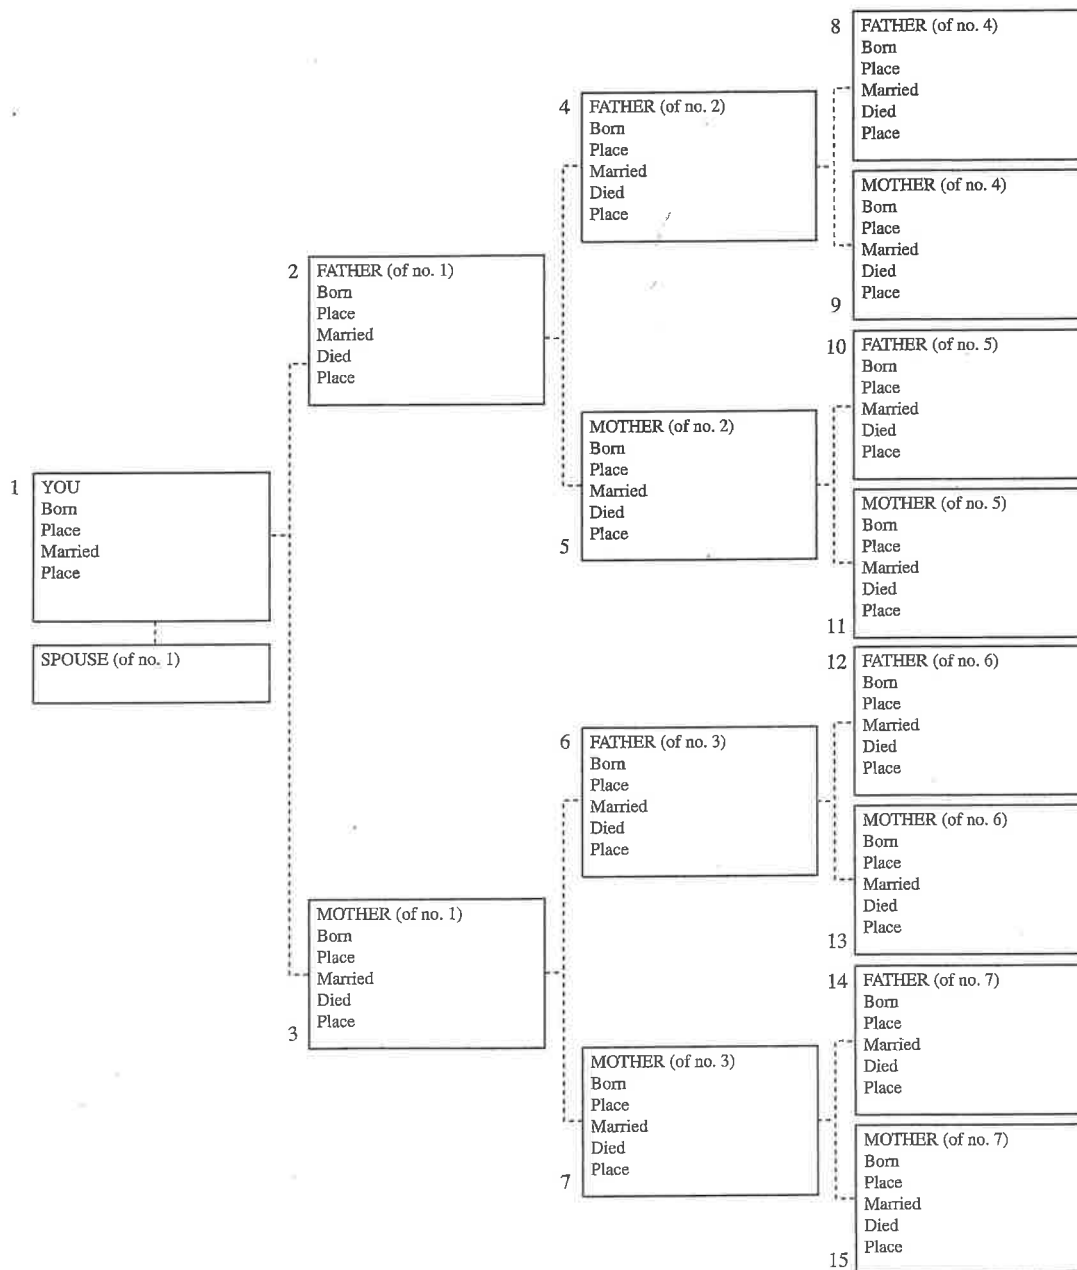 1
YOU
Born
Place
Married
Place
SPOUSE (of no. 1)
2
FATHER (of no. 1)
Born
Place
Married
Died
Place
MOTHER (of no. 1)
Born
Place
Married
Died
Place
3
4
FATHER (of no. 2)
Born
Place
Married
Died
Place
MOTHER (of no. 2)
Born
Place
Married
Died
Place
5
6
FATHER (of no. 3)
Born
Place
Married
Died
Place
MOTHER (of no. 3)
Born
Place
Married
Died
Place
7
8
FATHER (of no. 4)
Born
Place
Married
Died
Place
MOTHER (of no. 4)
Born
Place
Married
Died
Place
9
10
FATHER (of no. 5)
Born
Place
Married
Died
Place
MOTHER (of no. 5)
Born
Place
Married
Died
Place
11
12
FATHER (of no. 6)
Born
Place
Married
Died
Place
MOTHER (of no. 6)
Born
Place
Married
Died
Place
13
14
FATHER (of no. 7)
Born
Place
Married
Died
Place
MOTHER (of no. 7)
Born
Place
Married
Died
Place
15